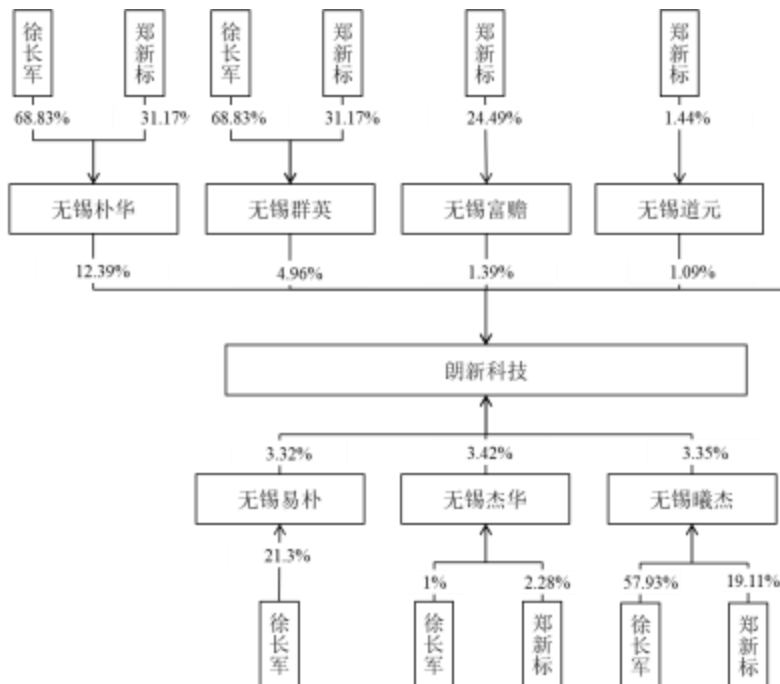 徐长军
郑新标
徐长军
郑新标
郑新标
郑新标
68.83%
31.17%
68.83%
31.17%
24.49%
1.44%
无锡朴华
无锡群英
无锡富赡
无锡道元
12.39%
4.96%
1.39%
1.09%
朗新科技
3.32%
3.42%
3.35%
无锡易朴
无锡杰华
无锡曦杰
21.3%
1%
2.28%
57.93%
19.11%
徐长军
徐长军
郑新标
徐长军
郑新标